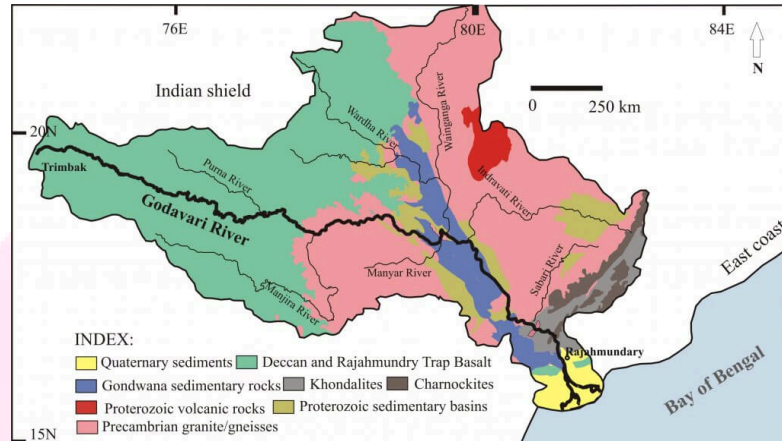 76E
80E
84E
N
Indian shield
0 250 km
20N
Wardha River
Wainganga River
Trimbak
Purna River
Indravati River
Godavari River
Manyar River
Sabari River
East coast
Manjira River
INDEX:
Rajahmundary
Quaternary sediments
Deccan and Rajahmundry Trap Basalt
Gondwana sedimentary rocks
Khondalites
Charnockites
Proterozoic volcanic rocks
Proterozoic sedimentary basins
Precambrian granite/gneisses
Bay of Bengal
15N